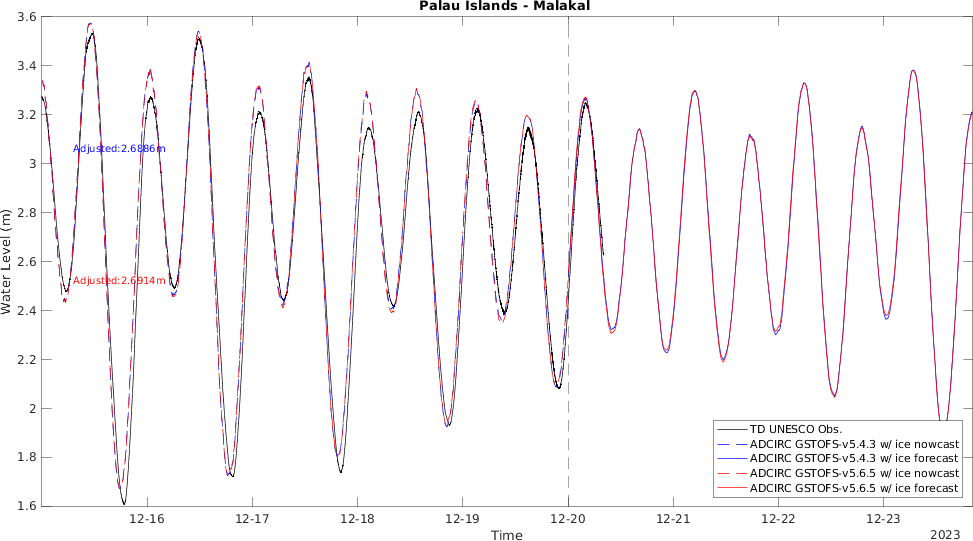 Palau Islands - Malakal
3.6
3.4
3.2
3
2.8
2.6
2.4
2.2
2
1.8
1.6
Water Level (m)
Adjusted:2.6886m
Adjusted:2.6914m
TD UNESCO Obs.
ADCIRC GSTOFS-v5.4.3 w/ ice nowcast
ADCIRC GSTOFS-v5.4.3 w/ ice forecast
ADCIRC GSTOFS-v5.6.5 w/ ice nowcast
ADCIRC GSTOFS-v5.6.5 w/ ice forecast
12-16
12-17
12-18
12-19
12-20
12-21
12-22
12-23
Time
2023